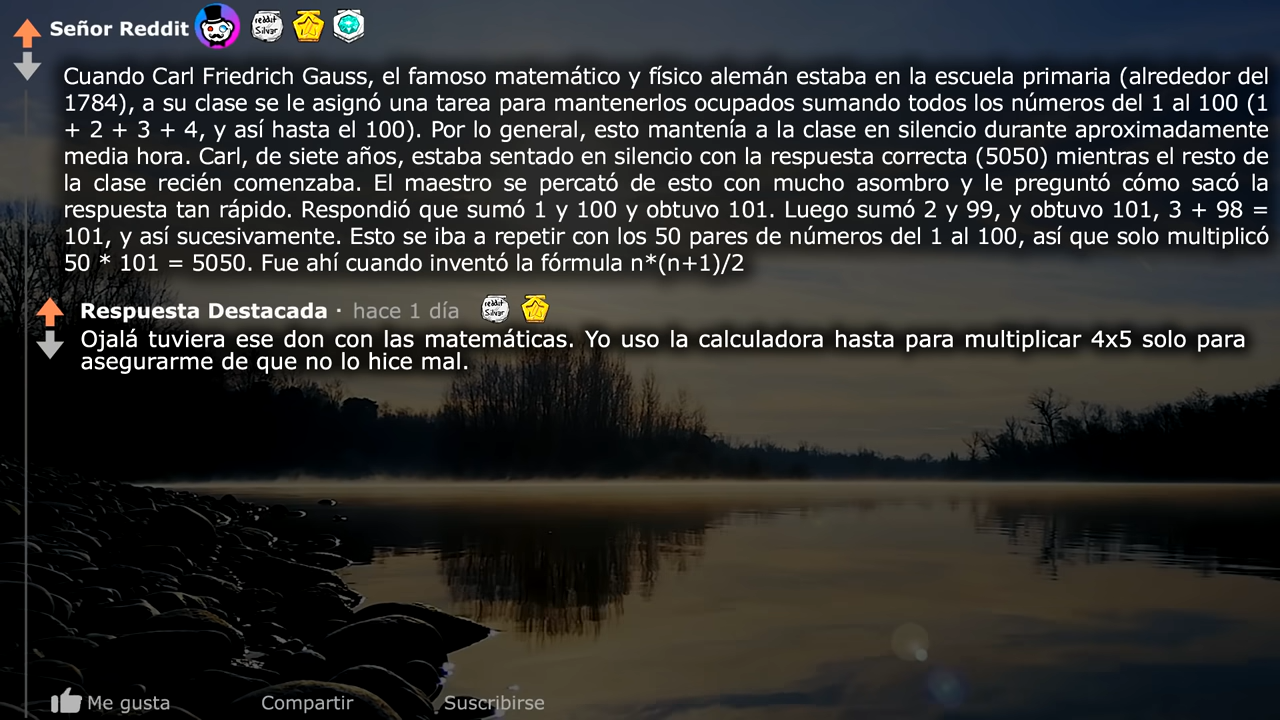 Señor Reddit
reddit
Silver
Cuando Carl Friedrich Gauss, el famoso matemático y físico alemán estaba en la escuela primaria (alrededor del
1784), a su clase se le asignó una tarea para mantenerlos ocupados sumando todos los números del 1 al 100 (1
+ 2 + 3 + 4, y así hasta el 100). Por lo general, esto mantenía a la clase en silencio durante aproximadamente
media hora. Carl, de siete años, estaba sentado en silencio con la respuesta correcta (5050) mientras el resto de
la clase recién comenzaba. El maestro se percató de esto con mucho asombro y le preguntó cómo sacó la
respuesta tan rápido. Respondió que sumó 1 y 100 y obtuvo 101. Luego sumó 2 y 99, y obtuvo 101, 3 + 98 =
101, y así sucesivamente. Esto se iba a repetir con los 50 pares de números del 1 al 100, así que solo multiplicó
50 * 101 = 5050. Fue ahí cuando inventó la fórmula n*(n+1)/2
Respuesta Destacada · hace 1 día
reddit
Silver
Ojalá tuviera ese don con las matemáticas. Yo uso la calculadora hasta para multiplicar 4x5 solo para
asegurarme de que no lo hice mal.
Me gusta Compartir Suscribirse